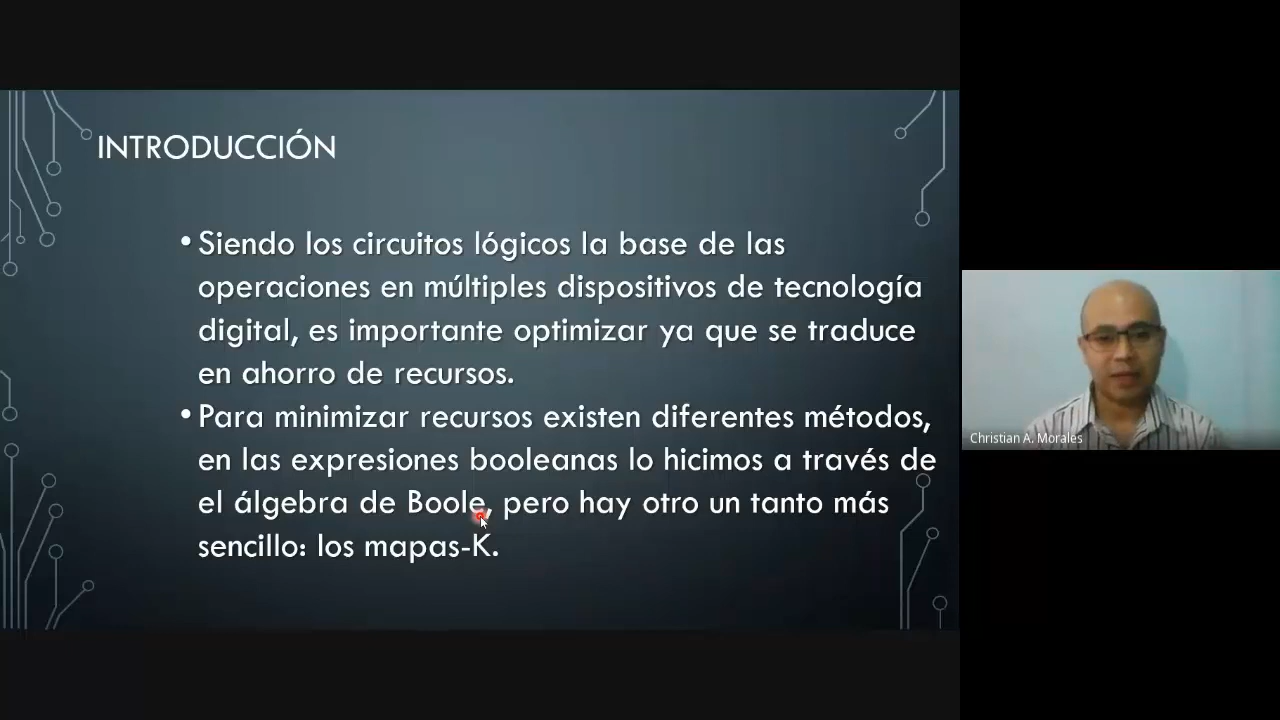 INTRODUCCIÓN
• Siendo los circuitos lógicos la base de las
operaciones en múltiples dispositivos de tecnología
digital, es importante optimizar ya que se traduce
en ahorro de recursos.
• Para minimizar recursos existen diferentes métodos,
en las expresiones booleanas lo hicimos a través de
el álgebra de Boole, pero hay otro un tanto más
sencillo: los mapas-K.
Christian A. Morales